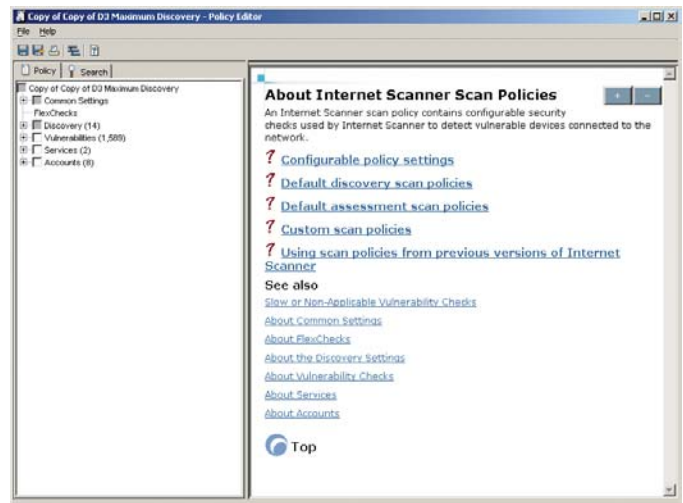 Copy of Copy of D3 Maximum Discovery - Policy Editor
File Help
Policy Search
Copy of Copy of D3 Maximum Discovery
Common Settings
FlexChecks
Discovery (14)
Vulnerabilities (1,589)
Services (2)
Accounts (8)
About Internet Scanner Scan Policies
+ -
An Internet Scanner scan policy contains configurable security
checks used by Internet Scanner to detect vulnerable devices connected to the
network.
? Configurable policy settings
? Default discovery scan policies
? Default assessment scan policies
? Custom scan policies
? Using scan policies from previous versions of Internet
Scanner
See also
Slow or Non-Applicable Vulnerability Checks
About Common Settings
About FlexChecks
About the Discovery Settings
About Vulnerability Checks
About Services
About Accounts
Top